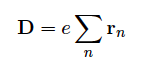 D = e ∑ₙ rₙ